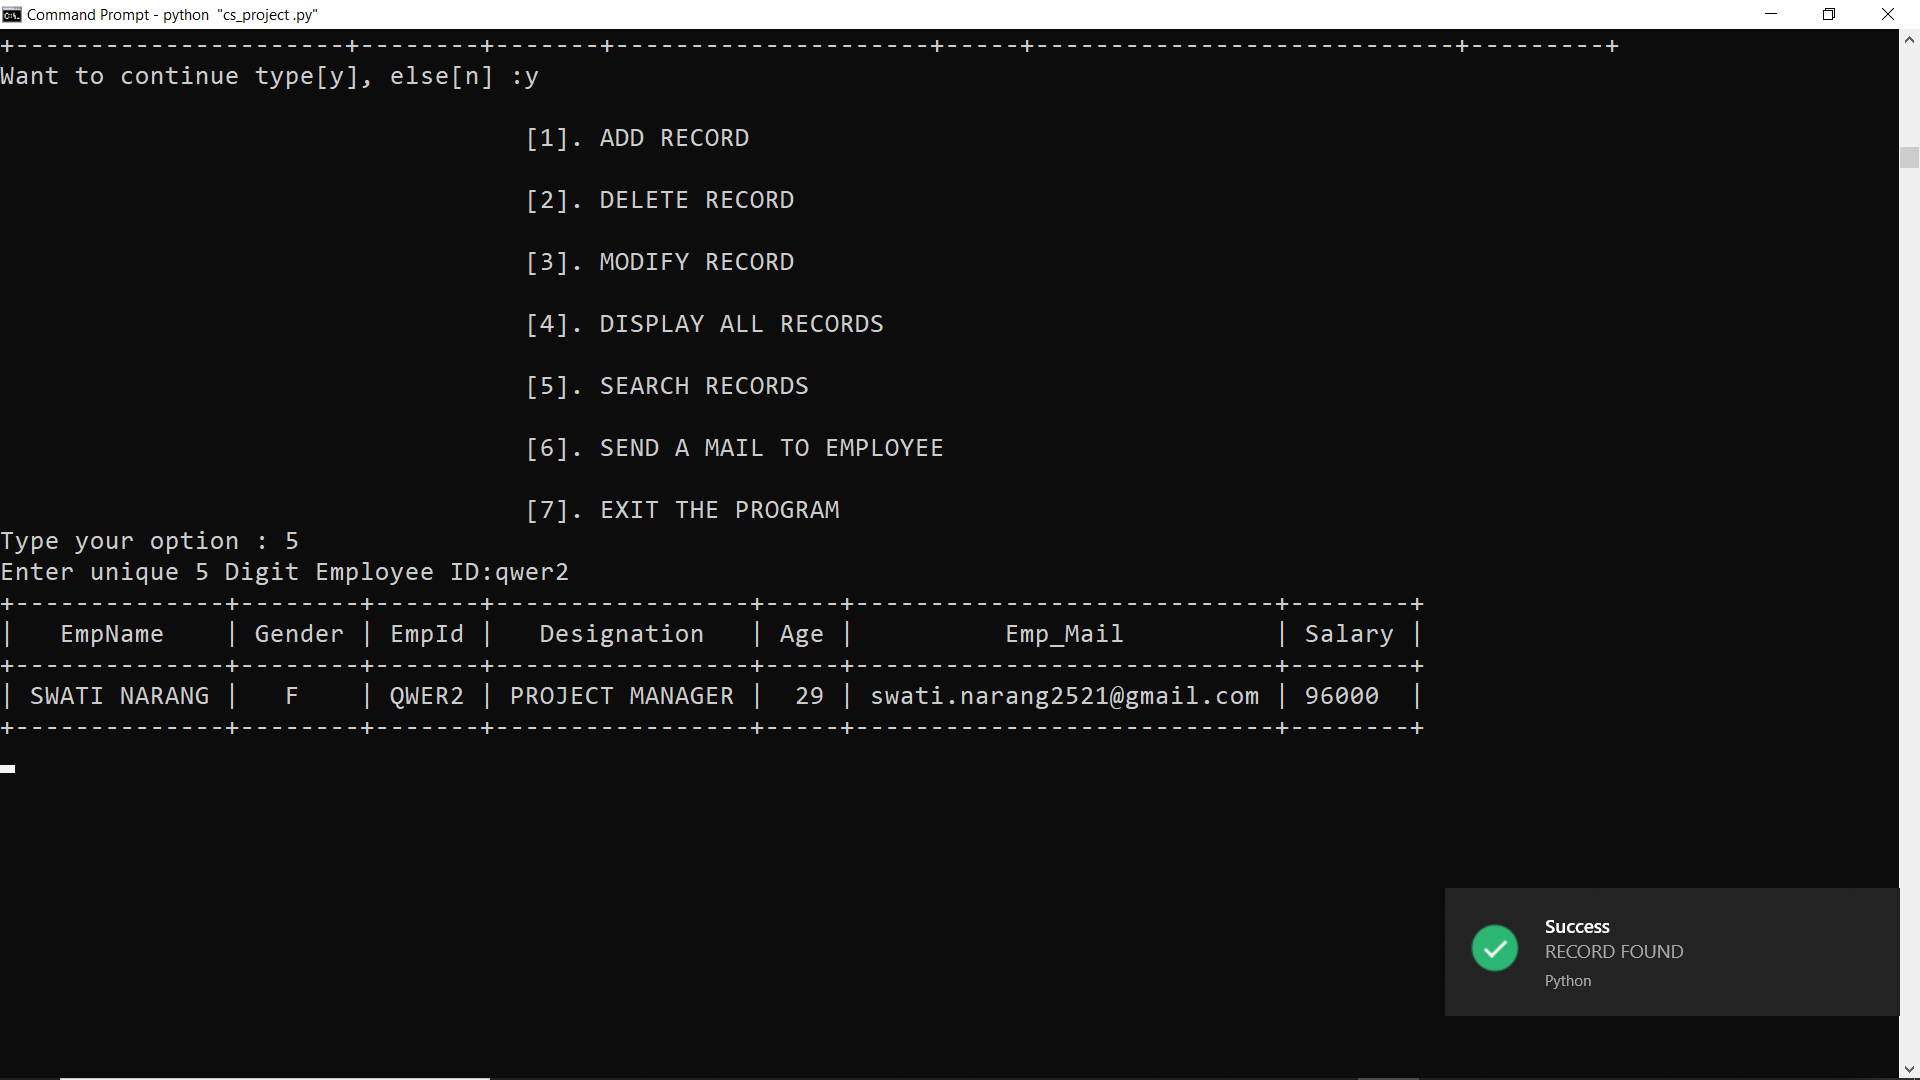 Command Prompt - python  "cs_project .py"
+----------------------+--------+-------+---------------------+-----+----------------------------+---------+
Want to continue type[y], else[n] :y
[1]. ADD RECORD
[2]. DELETE RECORD
[3]. MODIFY RECORD
[4]. DISPLAY ALL RECORDS
[5]. SEARCH RECORDS
[6]. SEND A MAIL TO EMPLOYEE
[7]. EXIT THE PROGRAM
Type your option : 5
Enter unique 5 Digit Employee ID:qwer2
+--------------+--------+-------+-----------------+-----+----------------------------+--------+
|   EmpName    | Gender | EmpId |   Designation   | Age |          Emp_Mail          | Salary |
+--------------+--------+-------+-----------------+-----+----------------------------+--------+
| SWATI NARANG |   F    | QWER2 | PROJECT MANAGER |  29 | swati.narang2521@gmail.com | 96000  |
+--------------+--------+-------+-----------------+-----+----------------------------+--------+
Success
RECORD FOUND
Python